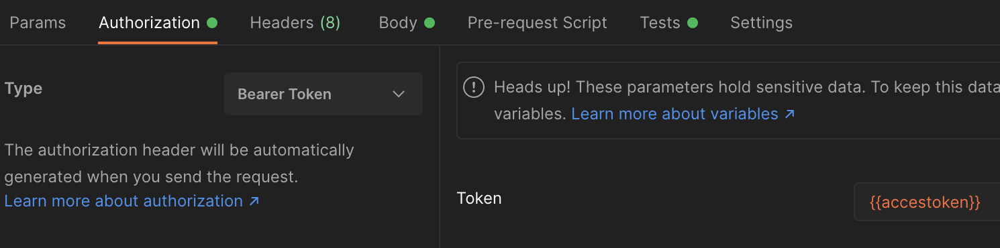 Params Authorization Headers (8) Body Pre-request Script Tests Settings
Type
Bearer Token
The authorization header will be automatically
generated when you send the request.
Learn more about authorization ↗
Heads up! These parameters hold sensitive data. To keep this data
variables. Learn more about variables ↗
Token
{{accestoken}}